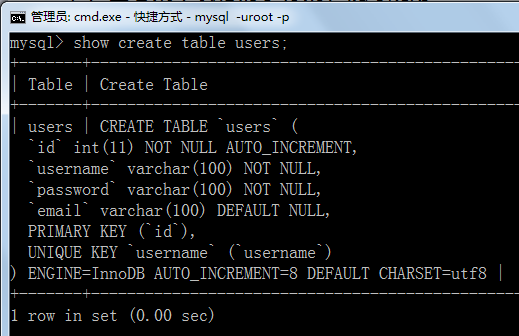 管理员: cmd.exe - 快捷方式 - mysql  -uroot -p
mysql> show create table users;
+-------+--------------------------------------------
| Table | Create Table
+-------+--------------------------------------------
| users | CREATE TABLE `users` (
  `id` int(11) NOT NULL AUTO_INCREMENT,
  `username` varchar(100) NOT NULL,
  `password` varchar(100) NOT NULL,
  `email` varchar(100) DEFAULT NULL,
  PRIMARY KEY (`id`),
  UNIQUE KEY `username` (`username`)
) ENGINE=InnoDB AUTO_INCREMENT=8 DEFAULT CHARSET=utf8 |
+-------+--------------------------------------------
1 row in set (0.00 sec)